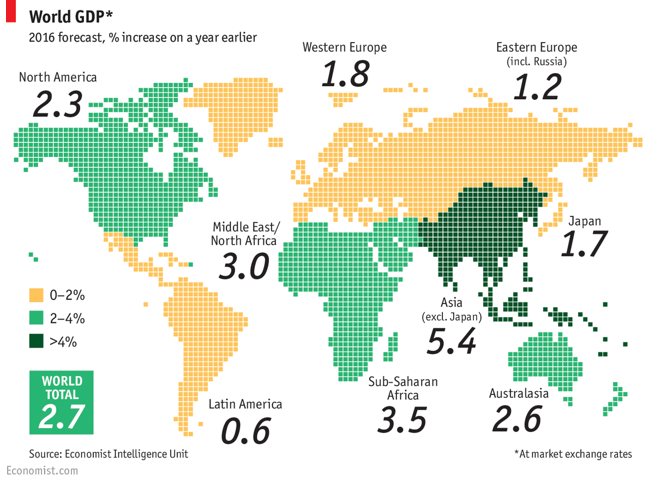 World GDP*
2016 forecast, % increase on a year earlier
North America
2.3
Western Europe
1.8
Eastern Europe
(incl. Russia)
1.2
Middle East/
North Africa
3.0
Japan
1.7
0–2%
2–4%
>4%
Asia
(excl. Japan)
5.4
WORLD
TOTAL
2.7
Latin America
0.6
Sub-Saharan
Africa
3.5
Australasia
2.6
Source: Economist Intelligence Unit
*At market exchange rates
Economist.com